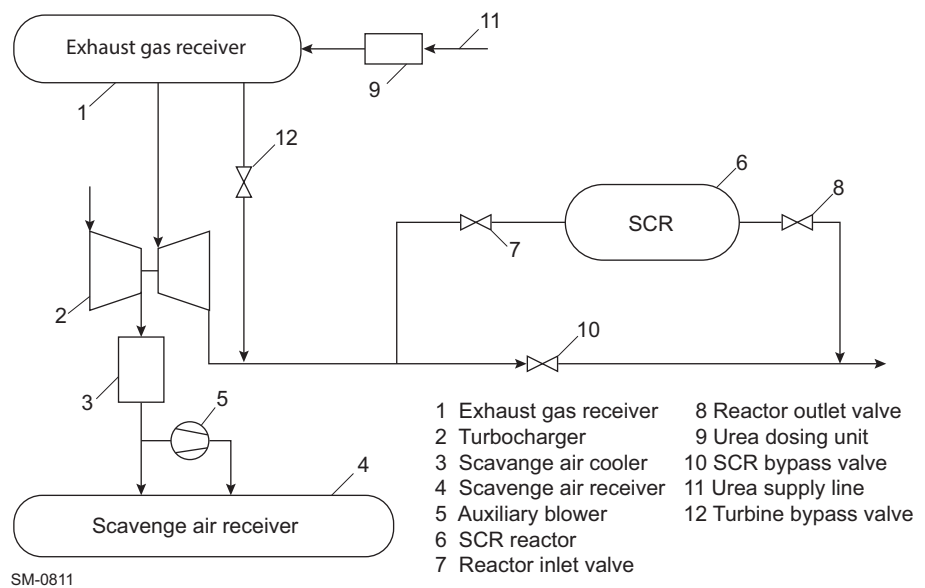 Exhaust gas receiver
11
9
1
12
6
SCR
8
7
2
10
3
5
4
Scavenge air receiver
1 Exhaust gas receiver
2 Turbocharger
3 Scavange air cooler
4 Scavenge air receiver
5 Auxiliary blower
6 SCR reactor
7 Reactor inlet valve
8 Reactor outlet valve
9 Urea dosing unit
10 SCR bypass valve
11 Urea supply line
12 Turbine bypass valve
SM-0811